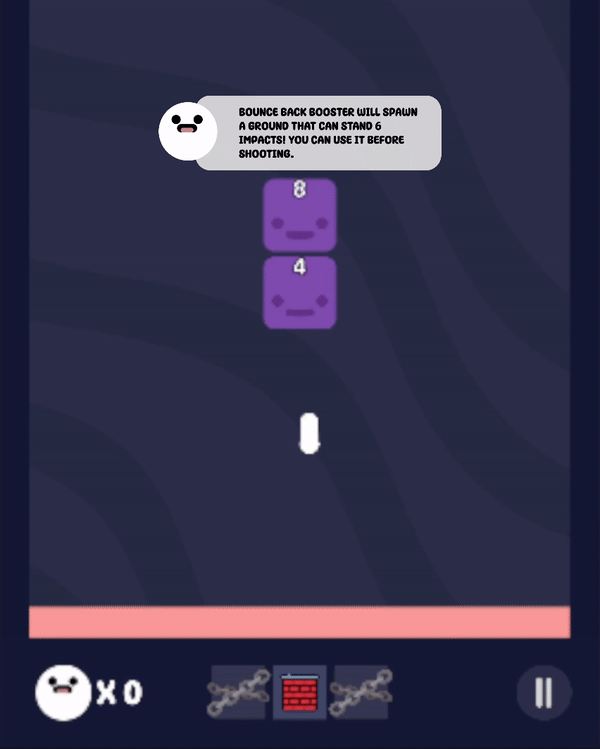 BOUNCE BACK BOOSTER WILL SPAWN
A GROUND THAT CAN STAND 6
IMPACTS! YOU CAN USE IT BEFORE
SHOOTING.
8
4
X 0